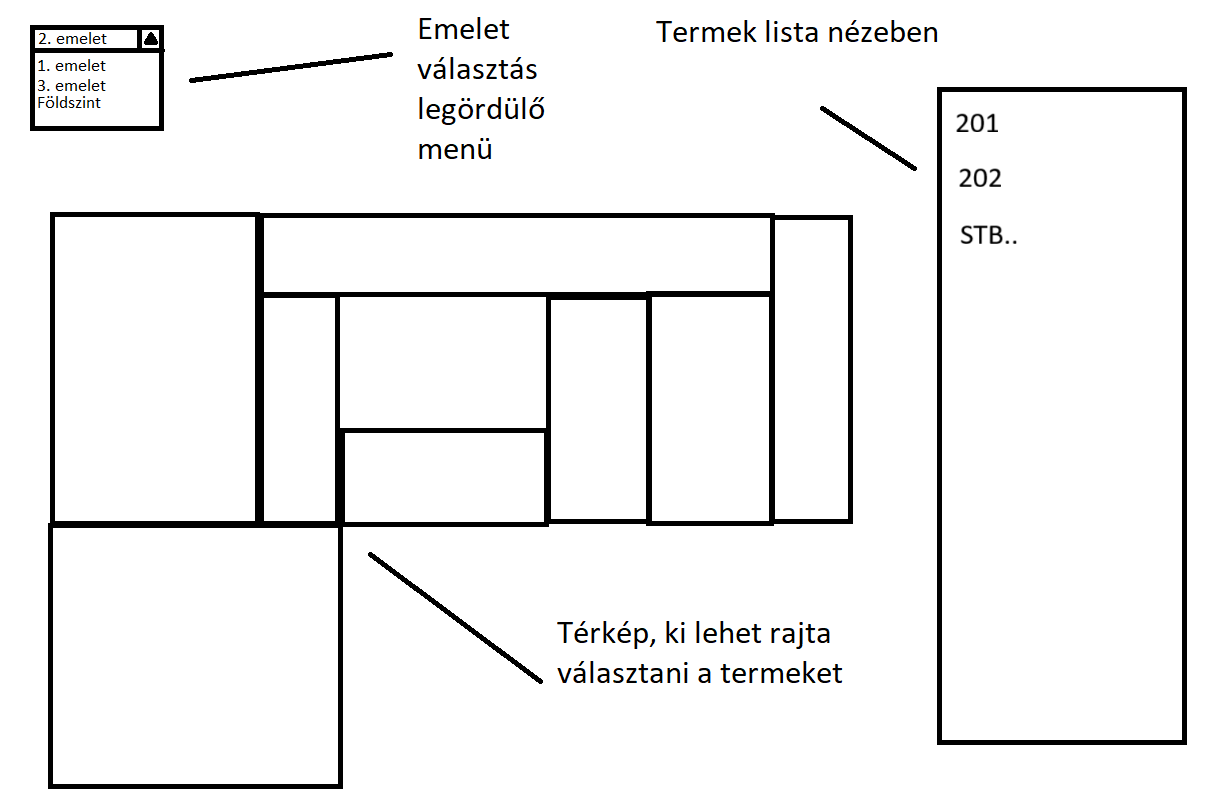 2. emelet
1. emelet
3. emelet
Földszint
Emelet
választás
legördülő
menü
Termek lista nézeben
201
202
STB..
Térkép, ki lehet rajta
választani a termeket